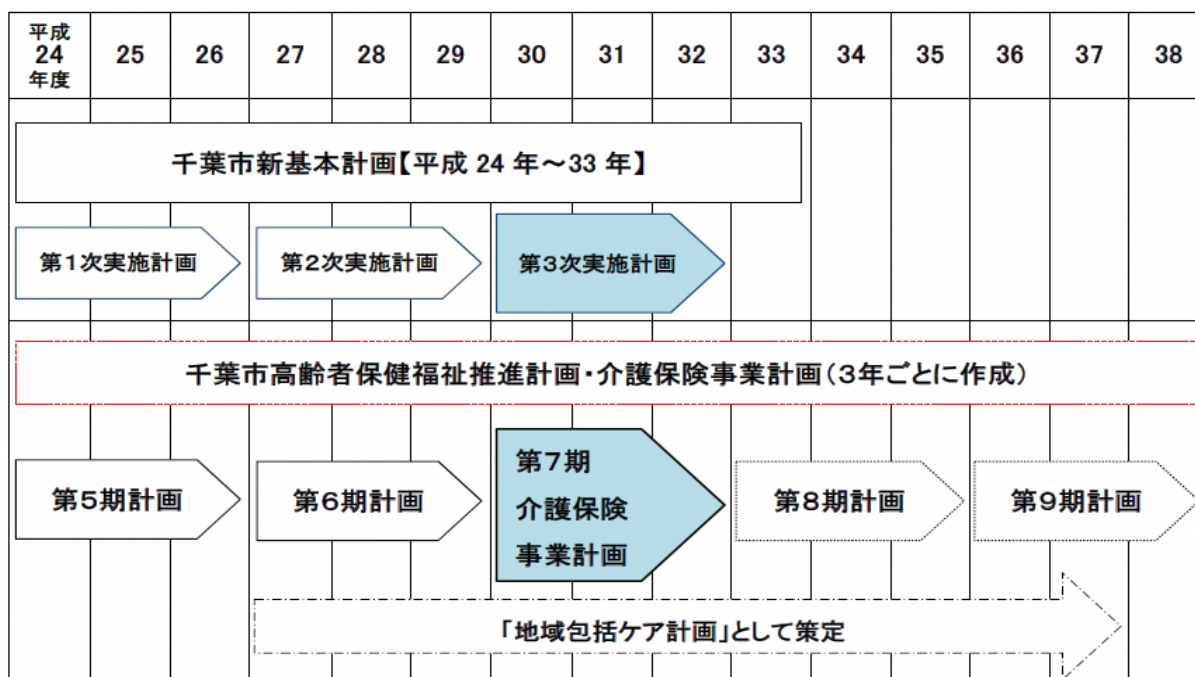 平成
24
年度
25
26
27
28
29
30
31
32
33
34
35
36
37
38
千葉市新基本計画【平成 24 年～33 年】
第1次実施計画
第2次実施計画
第3次実施計画
千葉市高齢者保健福祉推進計画・介護保険事業計画（3年ごとに作成）
第5期計画
第6期計画
第7期
介護保険
事業計画
第8期計画
第9期計画
「地域包括ケア計画」として策定